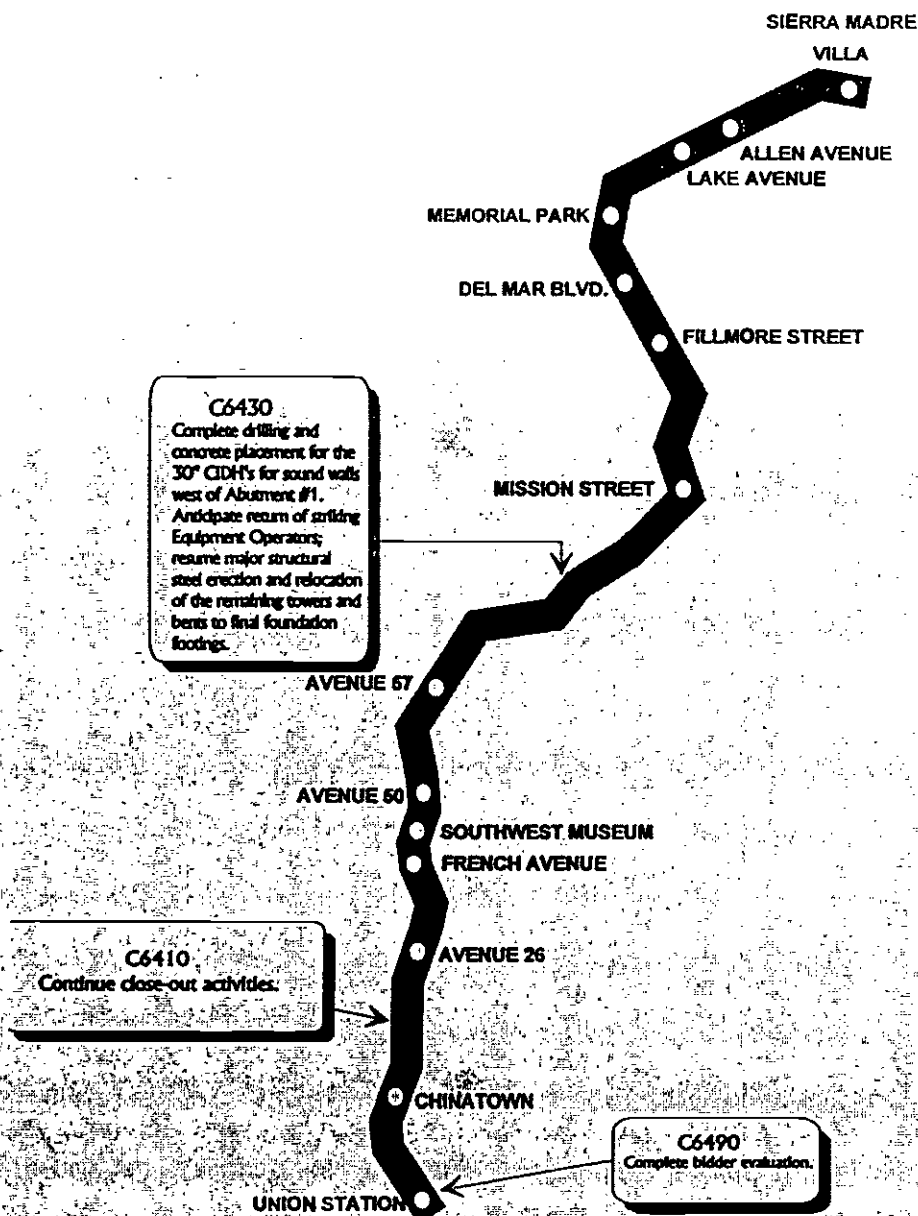 SIERRA MADRE
VILLA
ALLEN AVENUE
LAKE AVENUE
MEMORIAL PARK
DEL MAR BLVD.
FILLMORE STREET
C6430
Complete drilling and
concrete placement for the
30" CIDH's for sound walls
west of Abutment #1.
Anticipate return of striking
Equipment Operators;
resume major structural
steel erection and relocation
of the remaining towers and
bents to final foundation
footings.
MISSION STREET
AVENUE 57
AVENUE 50
SOUTHWEST MUSEUM
FRENCH AVENUE
AVENUE 26
C6410
Continue close-out activities.
CHINATOWN
C6490
Complete bidder evaluation.
UNION STATION